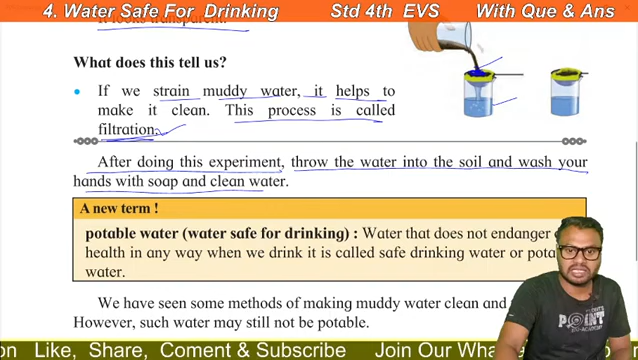 4. Water Safe For Drinking Std 4th EVS With Que & Ans
It looks transparent.
What does this tell us?
• If we strain muddy water, it helps to
make it clean. This process is called
filtration.
After doing this experiment, throw the water into the soil and wash your
hands with soap and clean water.
A new term !
potable water (water safe for drinking) : Water that does not endanger
health in any way when we drink it is called safe drinking water or
water.
We have seen some methods of making muddy water clean and
However, such water may still not be potable.
POINT
Like, Share, Coment & Subscribe Join Our